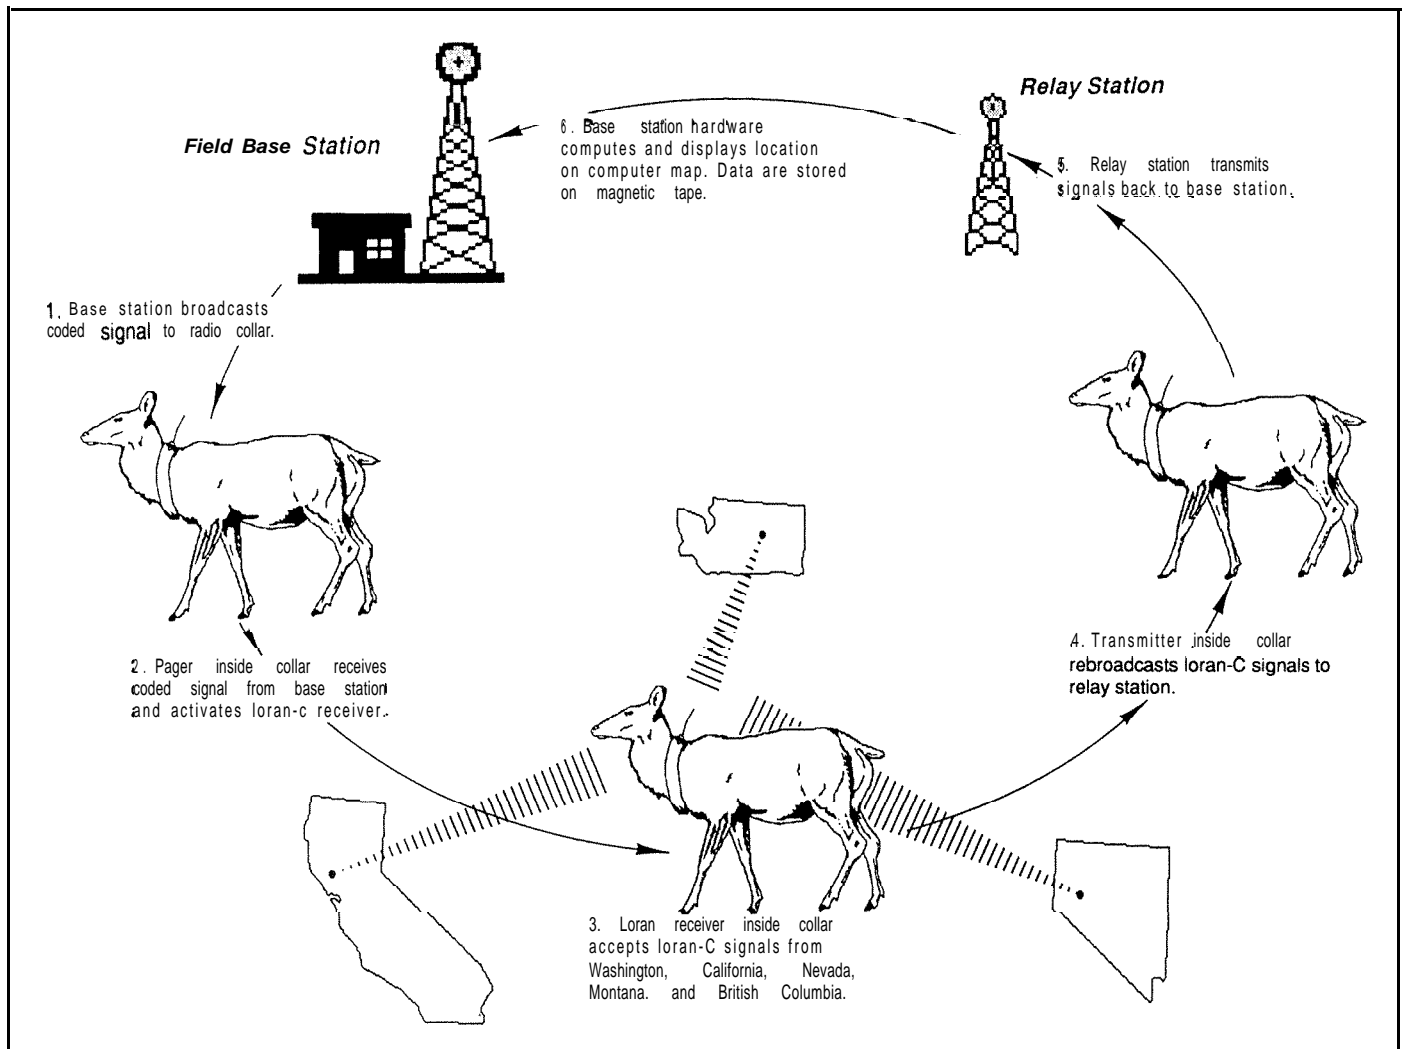 Field Base Station
Relay Station
6. Base station hardware
computes and displays location
on computer map. Data are stored
on magnetic tape.
5. Relay station transmits
signals back to base station.
1. Base station broadcasts
coded signal to radio collar.
2. Pager inside collar receives
coded signal from base station
and activates loran-c receiver.
4. Transmitter inside collar
rebroadcasts loran-C signals to
relay station.
3. Loran receiver inside collar
accepts loran-C signals from
Washington, California, Nevada,
Montana. and British Columbia.